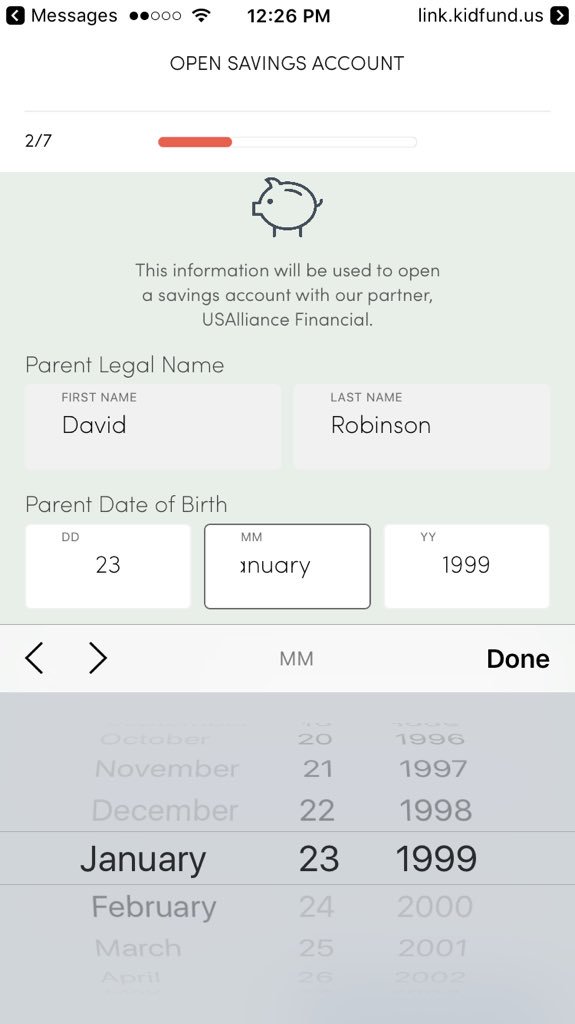 Messages 12:26 PM link.kidfund.us
OPEN SAVINGS ACCOUNT
2/7
This information will be used to open
a savings account with our partner,
USAlliance Financial.
Parent Legal Name
FIRST NAME LAST NAME
David Robinson
Parent Date of Birth
DD MM YY
23 anuary 1999
MM Done
October 20 1996
November 21 1997
December 22 1998
January 23 1999
February 24 2000
March 25 2001
April 26 2002